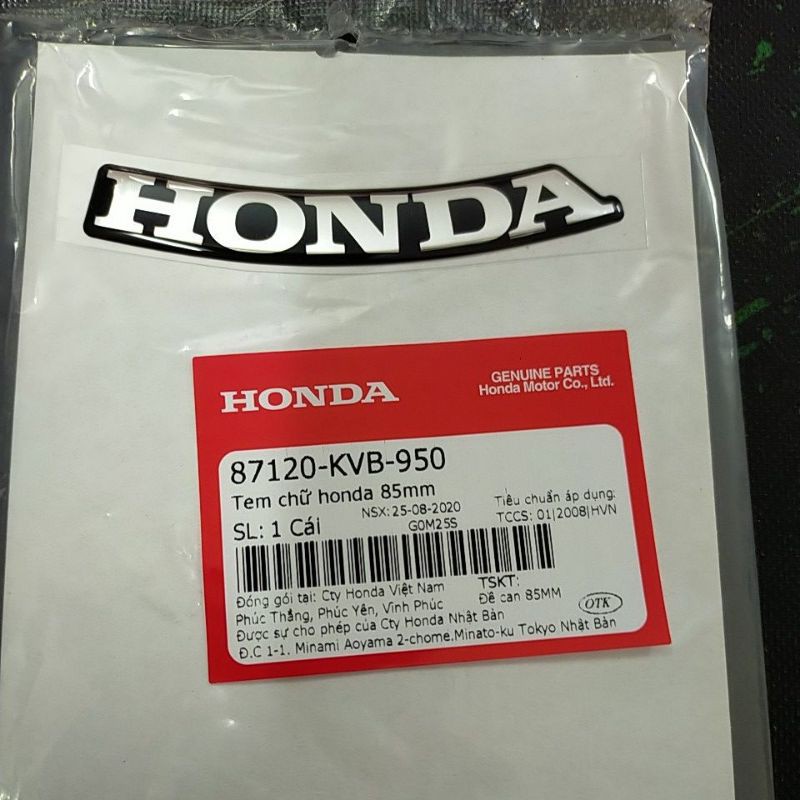 HONDA
HONDA
GENUINE PARTS
Honda Motor Co., Ltd.
87120-KVB-950
Tem chữ honda 85mm
NSX: 25-08-2020
Tiêu chuẩn áp dụng:
SL: 1 Cái
G0M25S
TCCS: 01|2008|HVN
Đóng gói tại: Cty Honda Việt Nam
TSKT:
Phúc Thắng, Phúc Yên, Vĩnh Phúc
Đề can 85MM
OTK
Được sự cho phép của Cty Honda Nhật Bản
Đ.C 1-1. Minami Aoyama 2-chome.Minato-ku Tokyo Nhật Bản